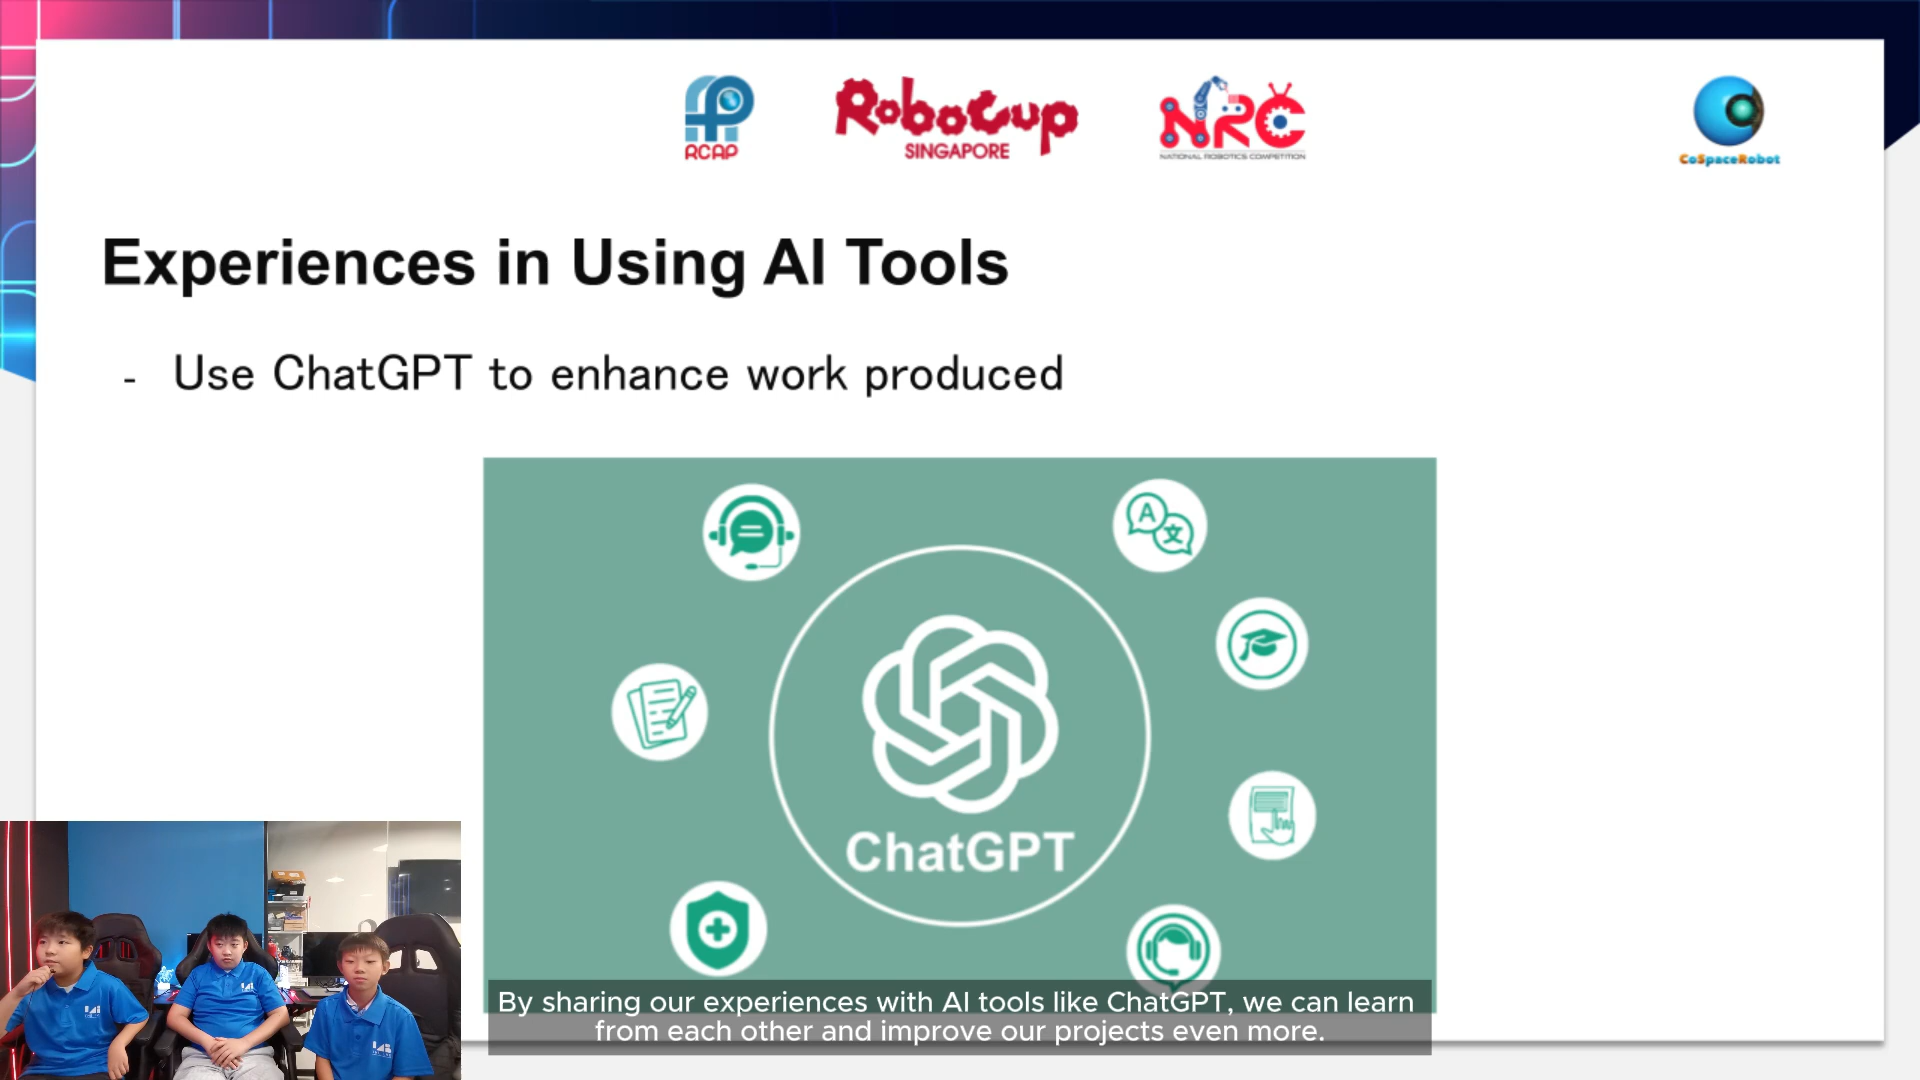 RCAP
RoboCup
SINGAPORE
NRC
NATIONAL ROBOTICS COMPETITION
CoSpaceRobot
Experiences in Using AI Tools
- Use ChatGPT to enhance work produced
A
文
ChatGPT
By sharing our experiences with AI tools like ChatGPT, we can learn
from each other and improve our projects even more.